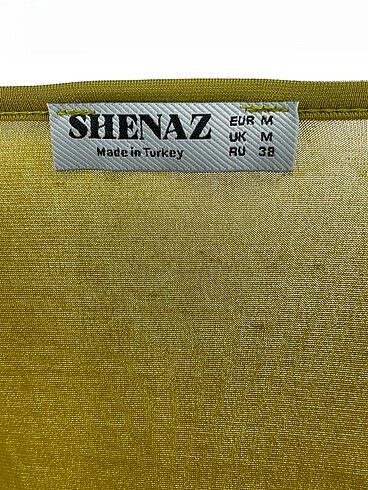 SHENAZ
Made in Turkey
EUR M
UK M
RU 38